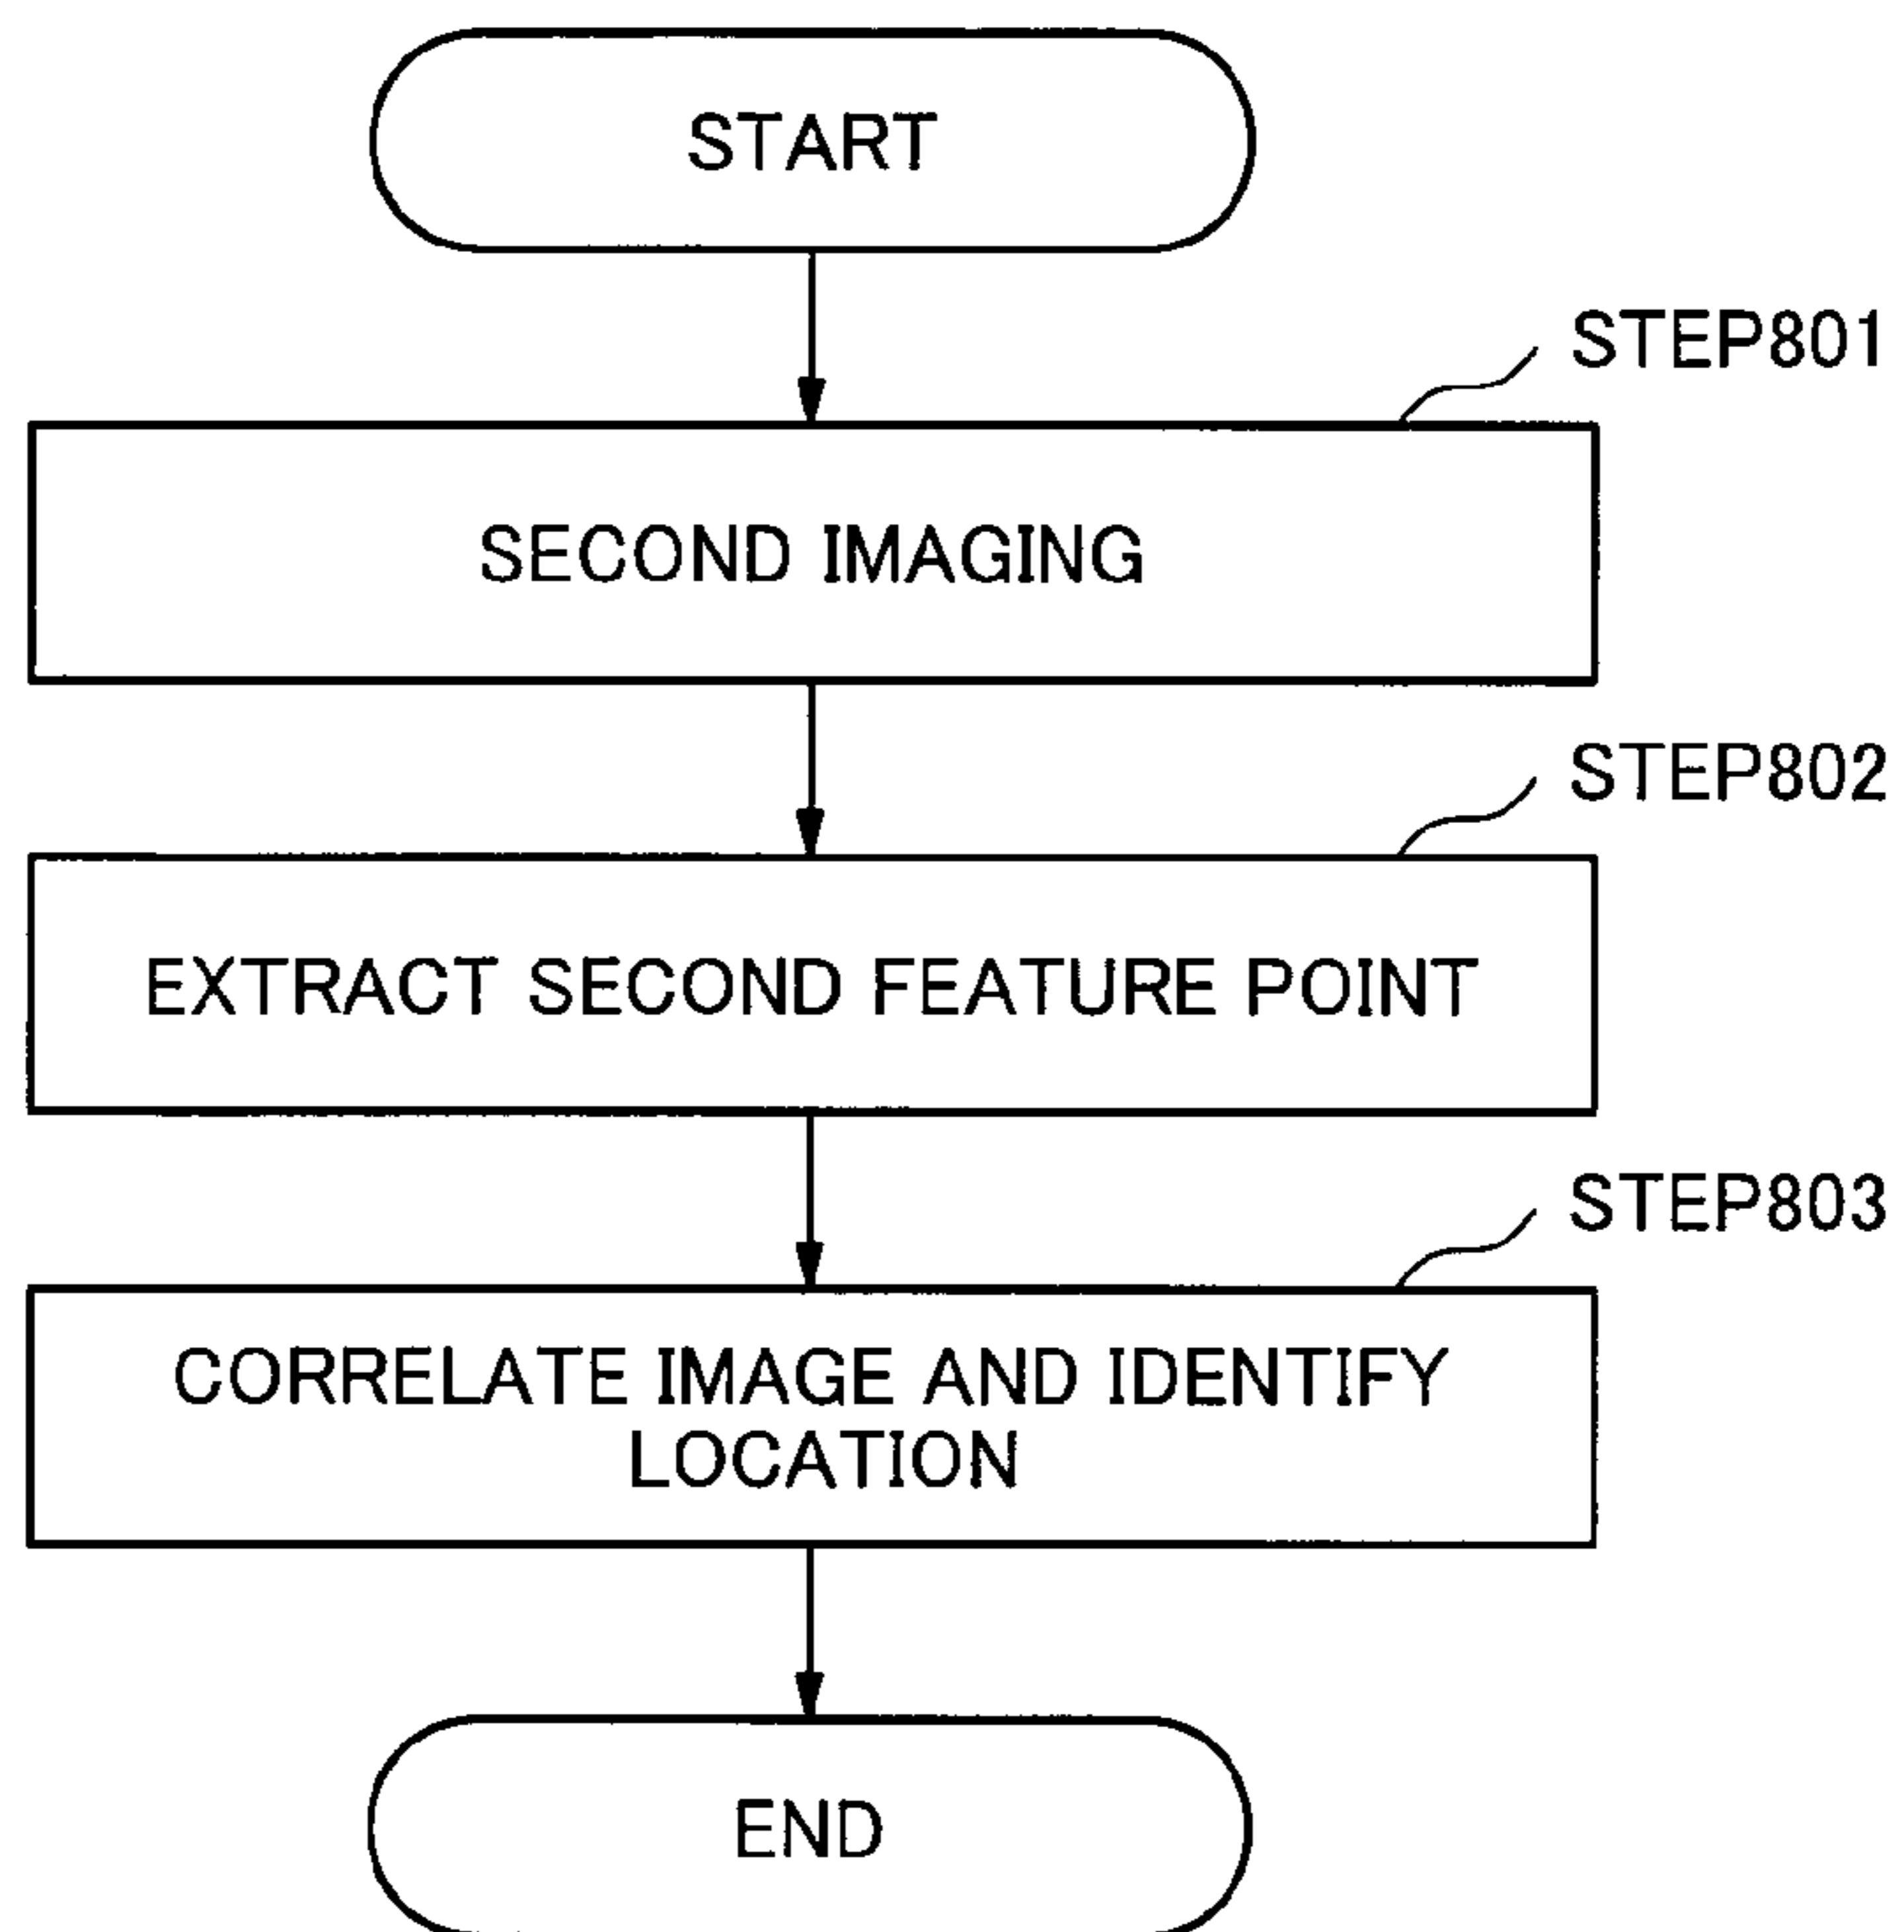 START
STEP801
SECOND IMAGING
STEP802
EXTRACT SECOND FEATURE POINT
STEP803
CORRELATE IMAGE AND IDENTIFY
LOCATION
END